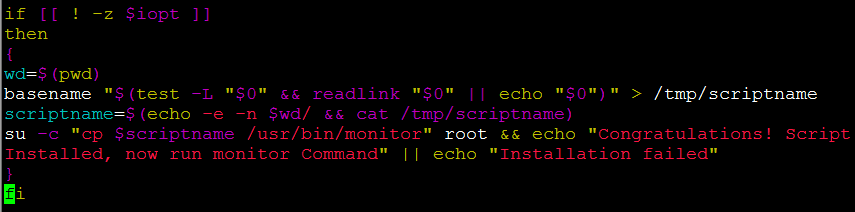 if [[ ! -z $iopt ]]
then
{
wd=$(pwd)
basename "$(test -L "$0" && readlink "$0" || echo "$0")" > /tmp/scriptname
scriptname=$(echo -e -n $wd/ && cat /tmp/scriptname)
su -c "cp $scriptname /usr/bin/monitor" root && echo "Congratulations! Script
Installed, now run monitor Command" || echo "Installation failed"
}
fi